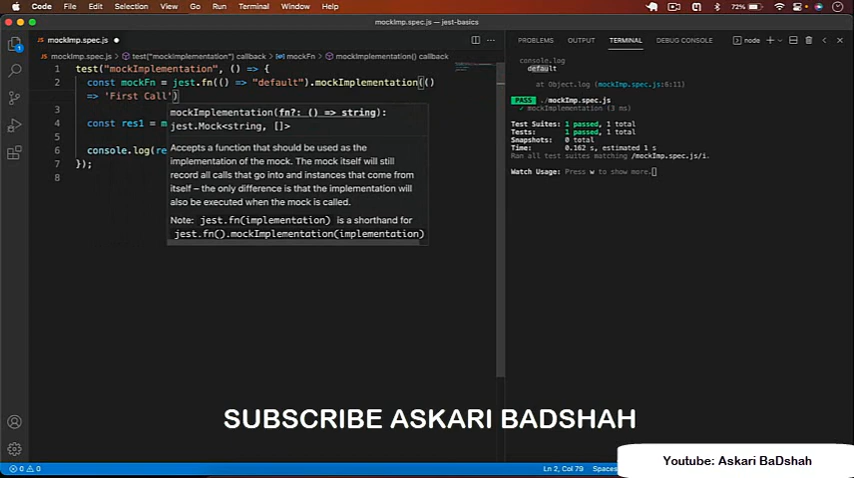 Code File Edit Selection View Go Run Terminal Window Help 72%
mockImp.spec.js — jest-basics
JS mockImp.spec.js
PROBLEMS OUTPUT TERMINAL DEBUG CONSOLE node
JS mockImp.spec.js > test("mockImplementation") callback > mockFn > mockImplementation() callback
1 test("mockImplementation", () => {
2 const mockFn = jest.fn(() => "default").mockImplementation(()
=> 'First Call')
3
4 const res1 = m
5
6 console.log(re
7 });
8
mockImplementation(fn?: () => string):
jest.Mock<string, []>
Accepts a function that should be used as the
implementation of the mock. The mock itself will still
record all calls that go into and instances that come from
itself – the only difference is that the implementation will
also be executed when the mock is called.
Note: jest.fn(implementation) is a shorthand for
jest.fn().mockImplementation(implementation)
console.log
default
at Object.log (mockImp.spec.js:6:11)
PASS ./mockImp.spec.js
✓ mockImplementation (3 ms)
Test Suites: 1 passed, 1 total
Tests: 1 passed, 1 total
Snapshots: 0 total
Time: 0.162 s, estimated 1 s
Ran all test suites matching /mockImp.spec.js/i.
Watch Usage: Press w to show more.
SUBSCRIBE ASKARI BADSHAH
Youtube: Askari BaDshah
0 0 Ln 2, Col 79 Spaces